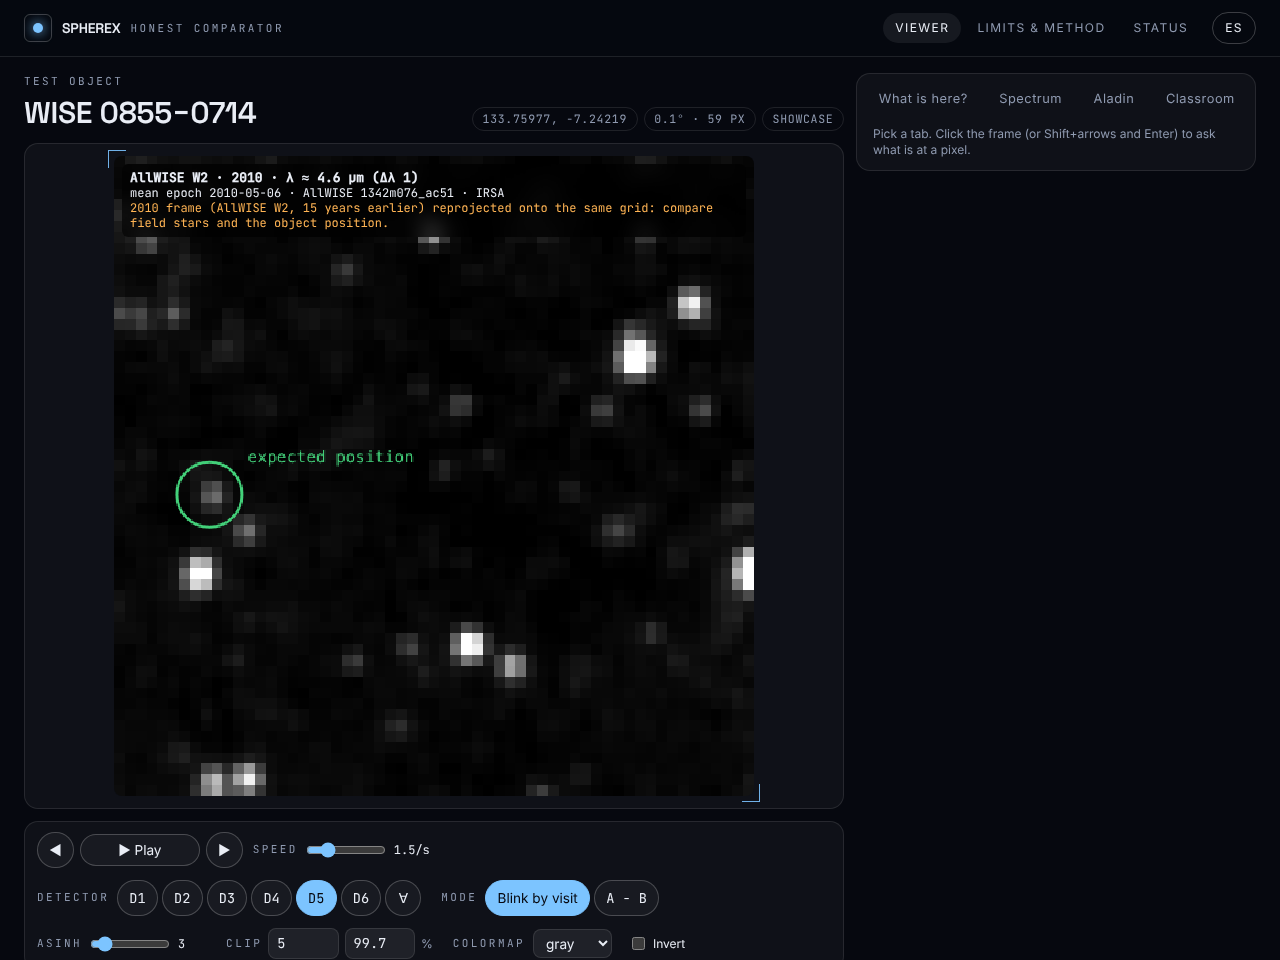 SPHEREX HONEST COMPARATOR
VIEWER LIMITS & METHOD STATUS ES
TEST OBJECT
WISE 0855−0714
133.75977, -7.24219 0.1° · 59 PX SHOWCASE
What is here? Spectrum Aladin Classroom
Pick a tab. Click the frame (or Shift+arrows and Enter) to ask
what is at a pixel.
AllWISE W2 · 2010 · λ ≈ 4.6 µm (Δλ 1)
mean epoch 2010-05-06 · AllWISE 1342m076_ac51 · IRSA
2010 frame (AllWISE W2, 15 years earlier) reprojected onto the same grid: compare
field stars and the object position.
expected position
◀ ▶ Play ▶ SPEED 1.5/s
DETECTOR D1 D2 D3 D4 D5 D6 ∀ MODE Blink by visit A - B
ASINH 3 CLIP 5 99.7 % COLORMAP gray Invert